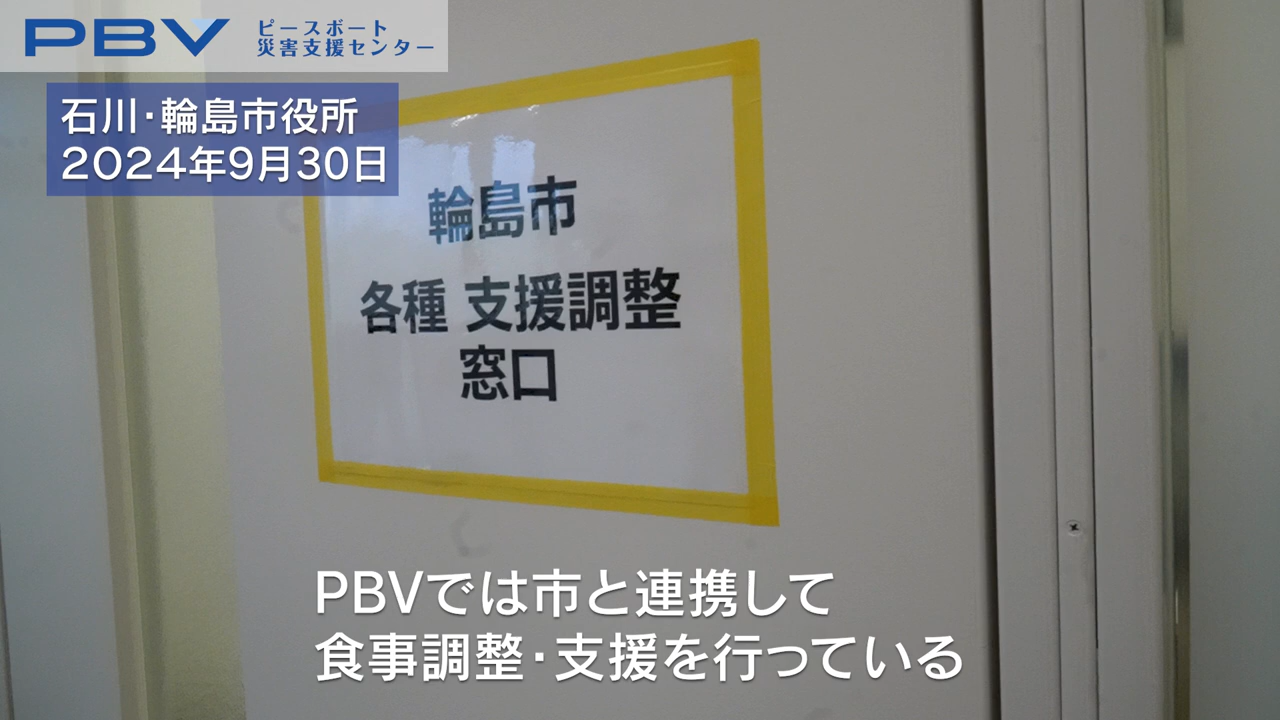 PBV ピースボート
災害支援センター
石川・輪島市役所
2024年9月30日
輪島市
各種 支援調整
窓口
PBVでは市と連携して
食事調整・支援を行っている